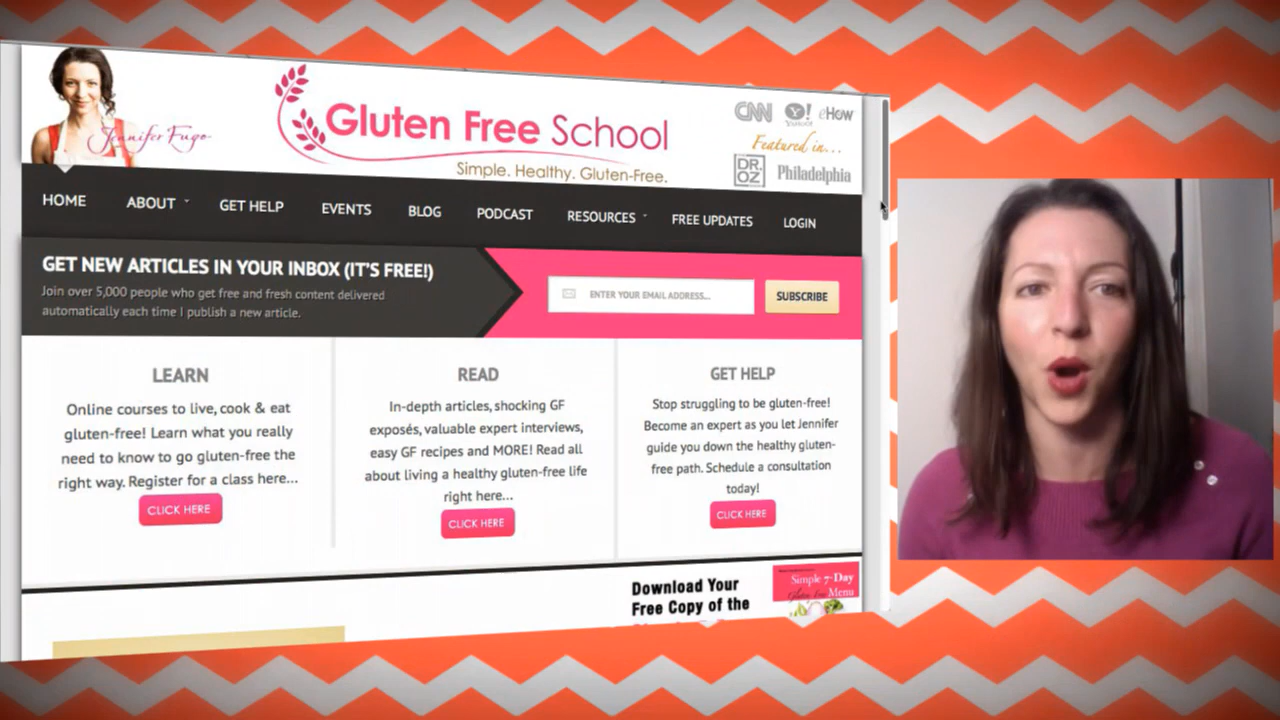 Jennifer Fugo
Gluten Free School
Simple. Healthy. Gluten-Free.
CNN Y! eHow
YAHOO!
Featured in...
DR. OZ Philadelphia
HOME ABOUT GET HELP EVENTS BLOG PODCAST RESOURCES FREE UPDATES LOGIN
GET NEW ARTICLES IN YOUR INBOX (IT'S FREE!)
Join over 5,000 people who get free and fresh content delivered
automatically each time I publish a new article.
ENTER YOUR EMAIL ADDRESS... SUBSCRIBE
LEARN
Online courses to live, cook & eat
gluten-free! Learn what you really
need to know to go gluten-free the
right way. Register for a class here...
CLICK HERE
READ
In-depth articles, shocking GF
exposés, valuable expert interviews,
easy GF recipes and MORE! Read all
about living a healthy gluten-free life
right here...
CLICK HERE
GET HELP
Stop struggling to be gluten-free!
Become an expert as you let Jennifer
guide you down the healthy gluten-
free path. Schedule a consultation
today!
CLICK HERE
Download Your
Free Copy of the
Simple 7-Day
Gluten-Free Menu